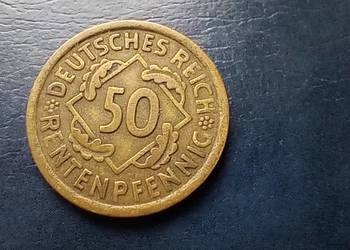 DEUTSCHES REICH
50
RENTENPFENNIG